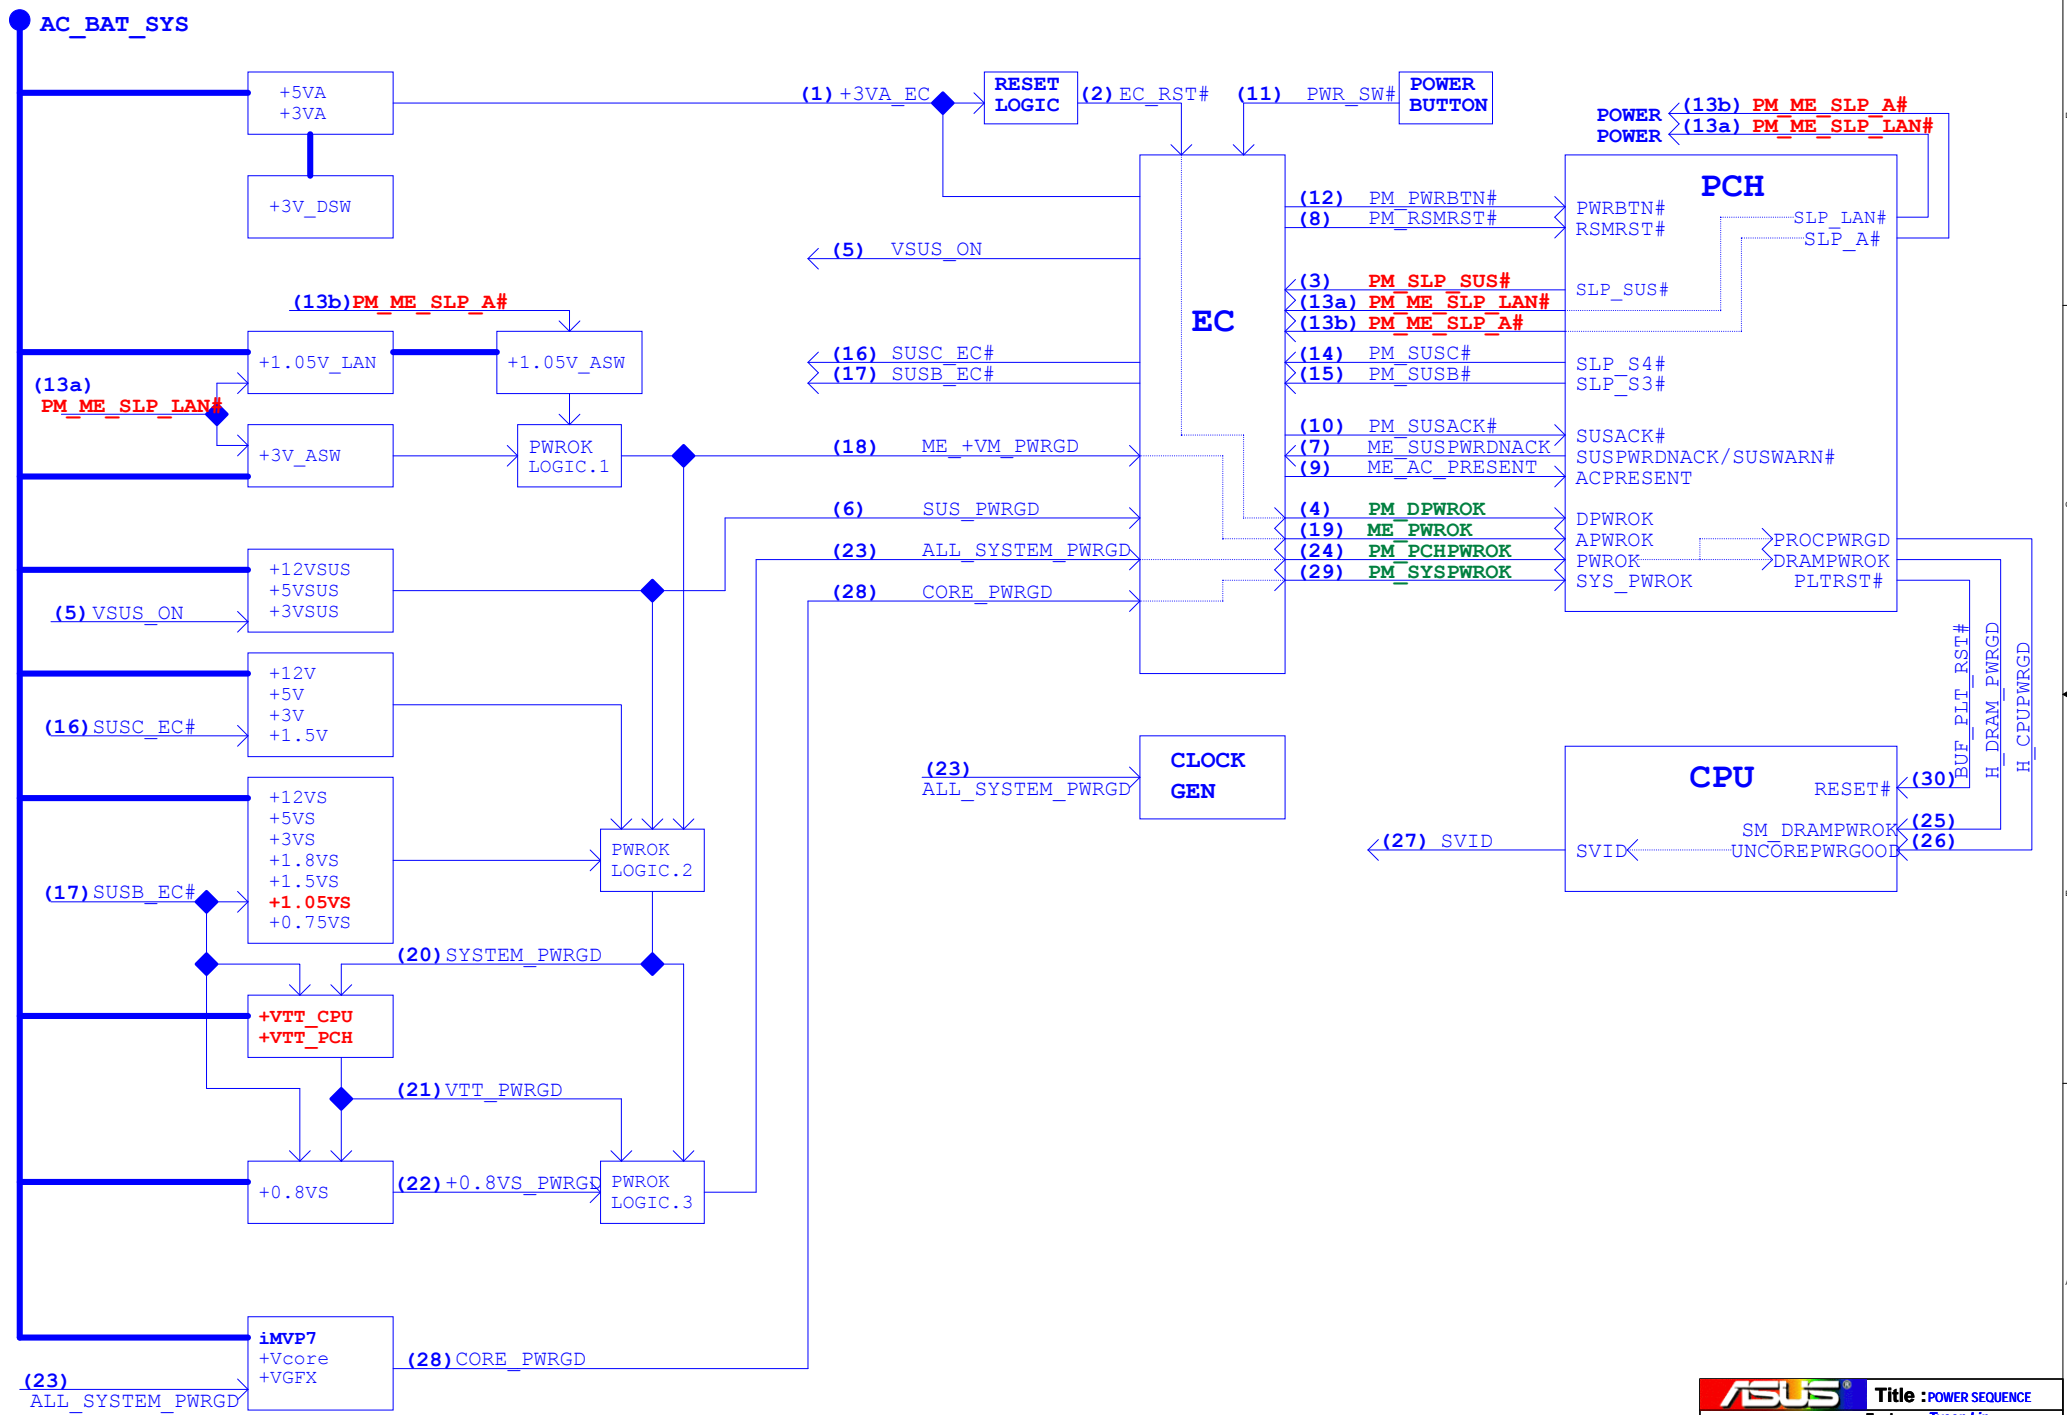 AC_BAT_SYS
+5VA
+3VA
+3V_DSW
(1) +3VA_EC
RESET
LOGIC
(2) EC_RST#
(11) PWR_SW#
POWER
BUTTON
POWER (13b) PM_ME_SLP_A#
POWER (13a) PM_ME_SLP_LAN#
EC
PCH
(12) PM_PWRBTN# PWRBTN#
(8) PM_RSMRST# RSMRST#
SLP_LAN#
SLP_A#
(5) VSUS_ON
(3) PM_SLP_SUS# SLP_SUS#
(13a) PM_ME_SLP_LAN#
(13b) PM_ME_SLP_A#
(16) SUSC_EC#
(17) SUSB_EC#
(14) PM_SUSC# SLP_S4#
(15) PM_SUSB# SLP_S3#
(10) PM_SUSACK# SUSACK#
(7) ME_SUSPWRDNACK SUSPWRDNACK/SUSWARN#
(9) ME_AC_PRESENT ACPRESENT
(4) PM_DPWROK DPWROK
(19) ME_PWROK APWROK
(24) PM_PCHPWROK PWROK
(29) PM_SYSPWROK SYS_PWROK
PROCPWRGD
DRAMPWROK
PLTRST#
(13b) PM_ME_SLP_A#
+1.05V_LAN
+1.05V_ASW
(13a)
PM_ME_SLP_LAN#
+3V_ASW
PWROK
LOGIC.1
(18) ME_+VM_PWRGD
(6) SUS_PWRGD
(23) ALL_SYSTEM_PWRGD
(28) CORE_PWRGD
+12VSUS
+5VSUS
+3VSUS
(5) VSUS_ON
+12V
+5V
+3V
+1.5V
(16) SUSC_EC#
+12VS
+5VS
+3VS
+1.8VS
+1.5VS
+1.05VS
+0.75VS
(17) SUSB_EC#
PWROK
LOGIC.2
(20) SYSTEM_PWRGD
+VTT_CPU
+VTT_PCH
(21) VTT_PWRGD
+0.8VS
(22) +0.8VS_PWRGD
PWROK
LOGIC.3
iMVP7
+Vcore
+VGFX
(28) CORE_PWRGD
(23)
ALL_SYSTEM_PWRGD
(23)
ALL_SYSTEM_PWRGD
CLOCK
GEN
CPU
BUF_PLT_RST#
H_DRAM_PWRGD
H_CPUPWRGD
RESET# (30)
SM_DRAMPWROK (25)
UNCOREPWRGOOD (26)
(27) SVID
SVID
ASUS®
Title : POWER SEQUENCE